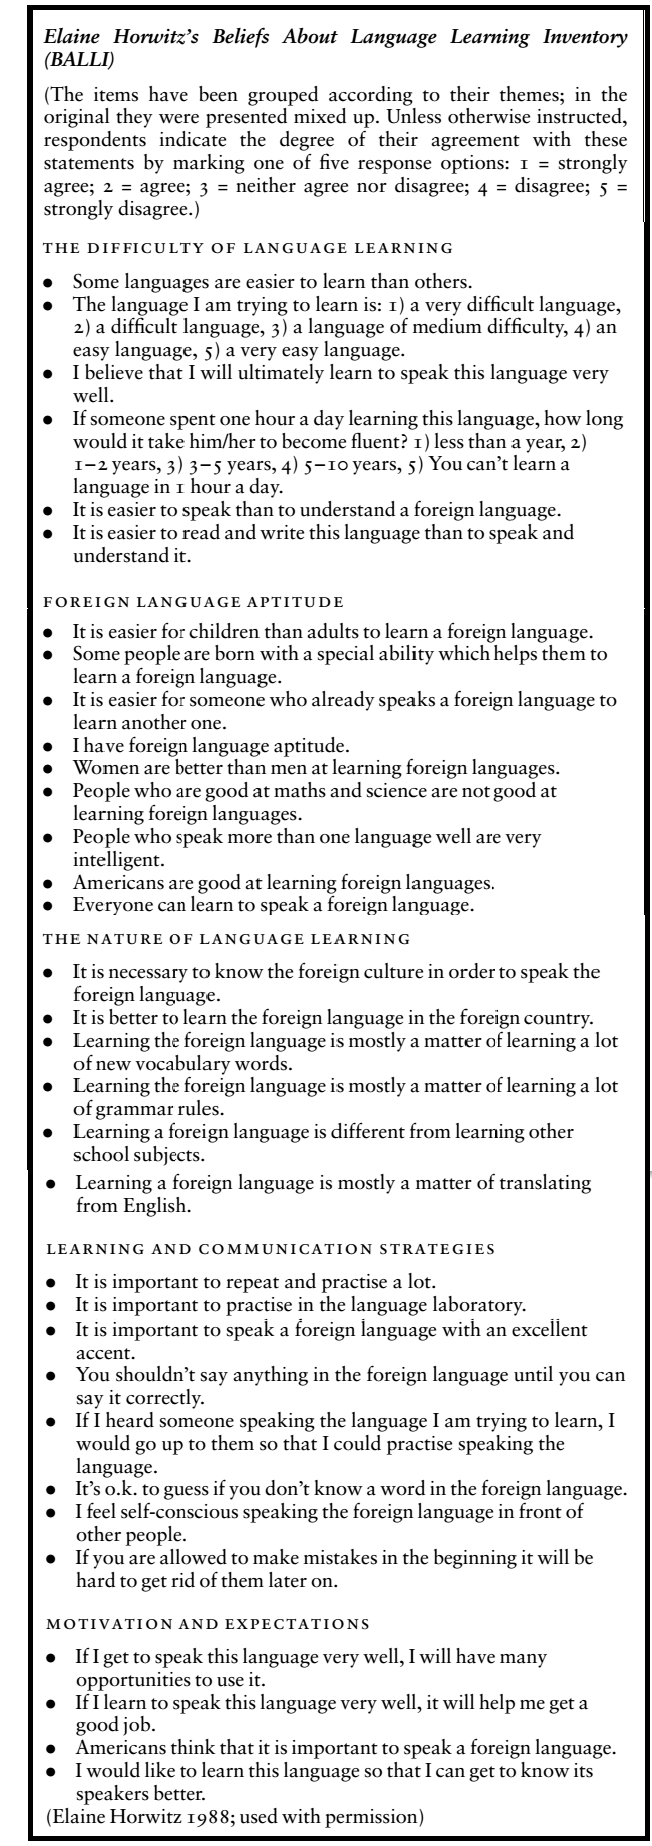 Elaine Horwitz's Beliefs About Language Learning Inventory
(BALLI)
(The items have been grouped according to their themes; in the
original they were presented mixed up. Unless otherwise instructed,
respondents indicate the degree of their agreement with these
statements by marking one of five response options: 1 = strongly
agree; 2 = agree; 3 = neither agree nor disagree; 4 = disagree; 5 =
strongly disagree.)
THE DIFFICULTY OF LANGUAGE LEARNING
● Some languages are easier to learn than others.
● The language I am trying to learn is: 1) a very difficult language,
2) a difficult language, 3) a language of medium difficulty, 4) an
easy language, 5) a very easy language.
● I believe that I will ultimately learn to speak this language very
well.
● If someone spent one hour a day learning this language, how long
would it take him/her to become fluent? 1) less than a year, 2)
1–2 years, 3) 3–5 years, 4) 5–10 years, 5) You can't learn a
language in 1 hour a day.
● It is easier to speak than to understand a foreign language.
● It is easier to read and write this language than to speak and
understand it.
FOREIGN LANGUAGE APTITUDE
● It is easier for children than adults to learn a foreign language.
● Some people are born with a special ability which helps them to
learn a foreign language.
● It is easier for someone who already speaks a foreign language to
learn another one.
● I have foreign language aptitude.
● Women are better than men at learning foreign languages.
● People who are good at maths and science are not good at
learning foreign languages.
● People who speak more than one language well are very
intelligent.
● Americans are good at learning foreign languages.
● Everyone can learn to speak a foreign language.
THE NATURE OF LANGUAGE LEARNING
● It is necessary to know the foreign culture in order to speak the
foreign language.
● It is better to learn the foreign language in the foreign country.
● Learning the foreign language is mostly a matter of learning a lot
of new vocabulary words.
● Learning the foreign language is mostly a matter of learning a lot
of grammar rules.
● Learning a foreign language is different from learning other
school subjects.
● Learning a foreign language is mostly a matter of translating
from English.
LEARNING AND COMMUNICATION STRATEGIES
● It is important to repeat and practise a lot.
● It is important to practise in the language laboratory.
● It is important to speak a foreign language with an excellent
accent.
● You shouldn't say anything in the foreign language until you can
say it correctly.
● If I heard someone speaking the language I am trying to learn, I
would go up to them so that I could practise speaking the
language.
● It's o.k. to guess if you don't know a word in the foreign language.
● I feel self-conscious speaking the foreign language in front of
other people.
● If you are allowed to make mistakes in the beginning it will be
hard to get rid of them later on.
MOTIVATION AND EXPECTATIONS
● If I get to speak this language very well, I will have many
opportunities to use it.
● If I learn to speak this language very well, it will help me get a
good job.
● Americans think that it is important to speak a foreign language.
● I would like to learn this language so that I can get to know its
speakers better.
(Elaine Horwitz 1988; used with permission)